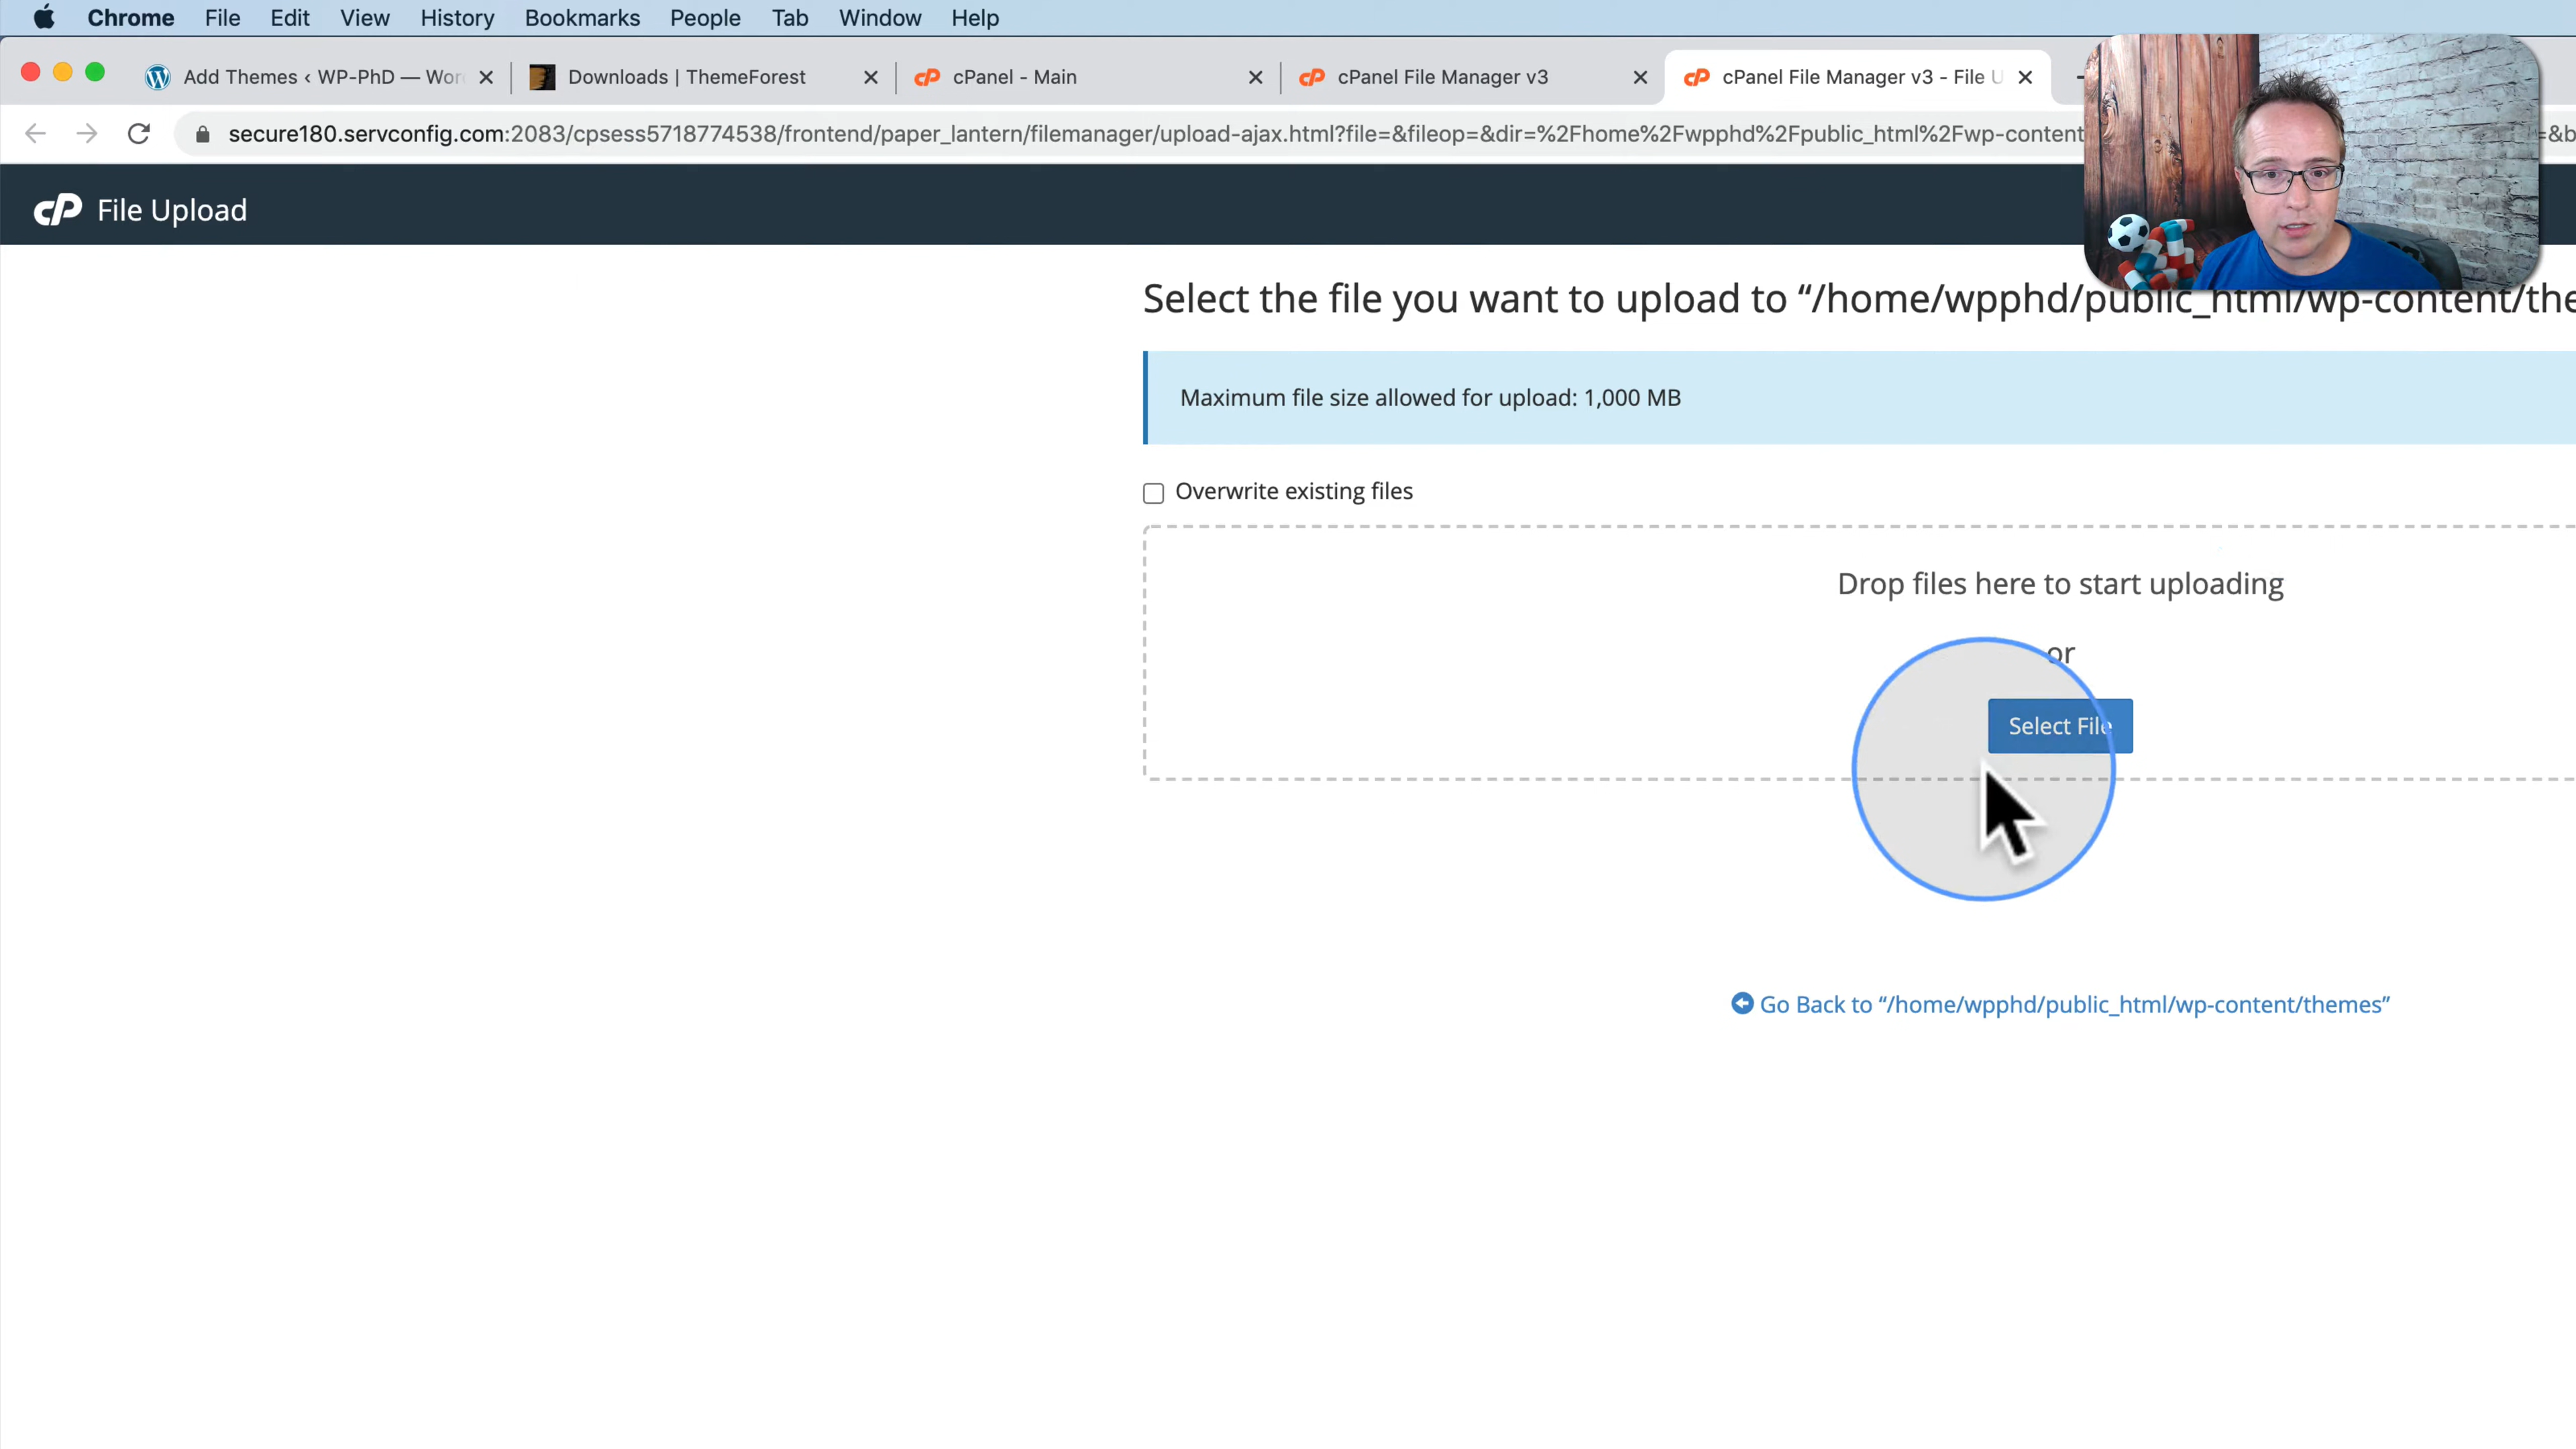 Chrome File Edit View History Bookmarks People Tab Window Help
Add Themes ‹ WP-PhD — Wor
Downloads | ThemeForest
cPanel - Main
cPanel File Manager v3
cPanel File Manager v3 - File U
secure180.servconfig.com:2083/cpsess5718774538/frontend/paper_lantern/filemanager/upload-ajax.html?file=&fileop=&dir=%2Fhome%2Fwpphd%2Fpublic_html%2Fwp-content
=&b
cP File Upload
Select the file you want to upload to “/home/wpphd/public_html/wp-content/the
Maximum file size allowed for upload: 1,000 MB
Overwrite existing files
Drop files here to start uploading
or
Select File
Go Back to “/home/wpphd/public_html/wp-content/themes”